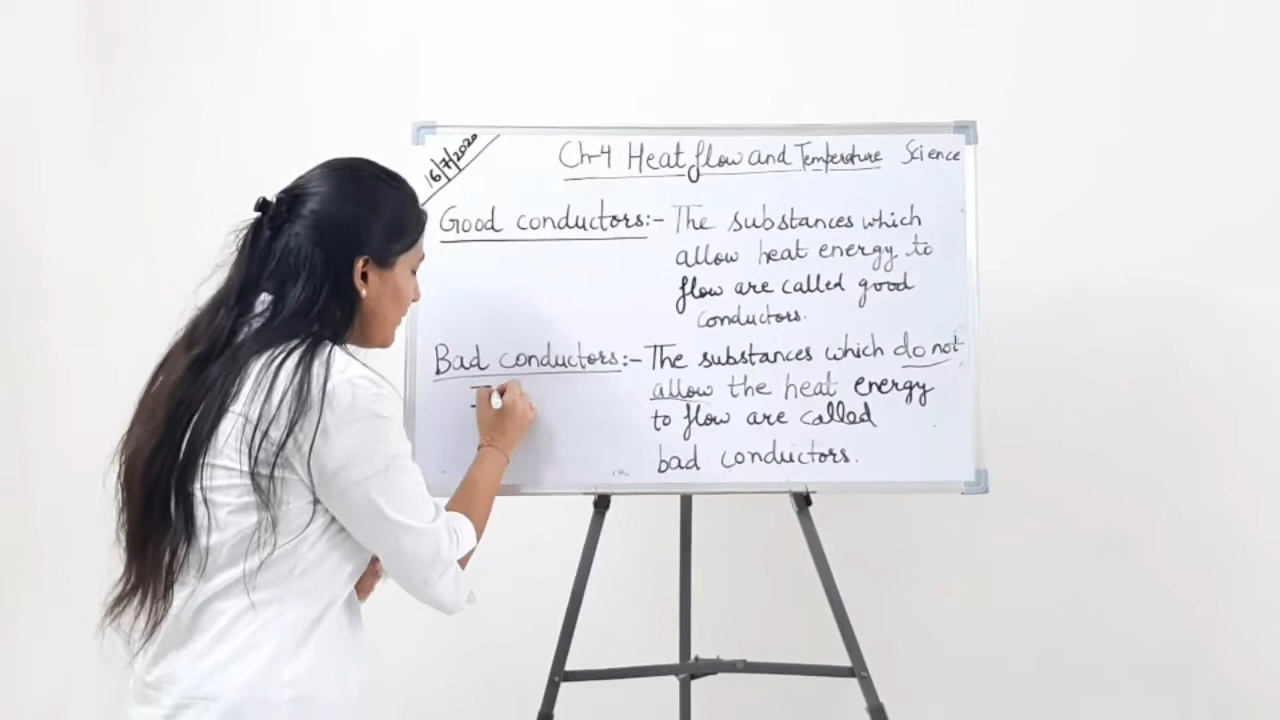 16/7/2020
Ch-4 Heat flow and Temperature Science
Good conductors:- The substances which
allow heat energy to
flow are called good
conductors.
Bad conductors:- The substances which do not
allow the heat energy
to flow are called
bad conductors.